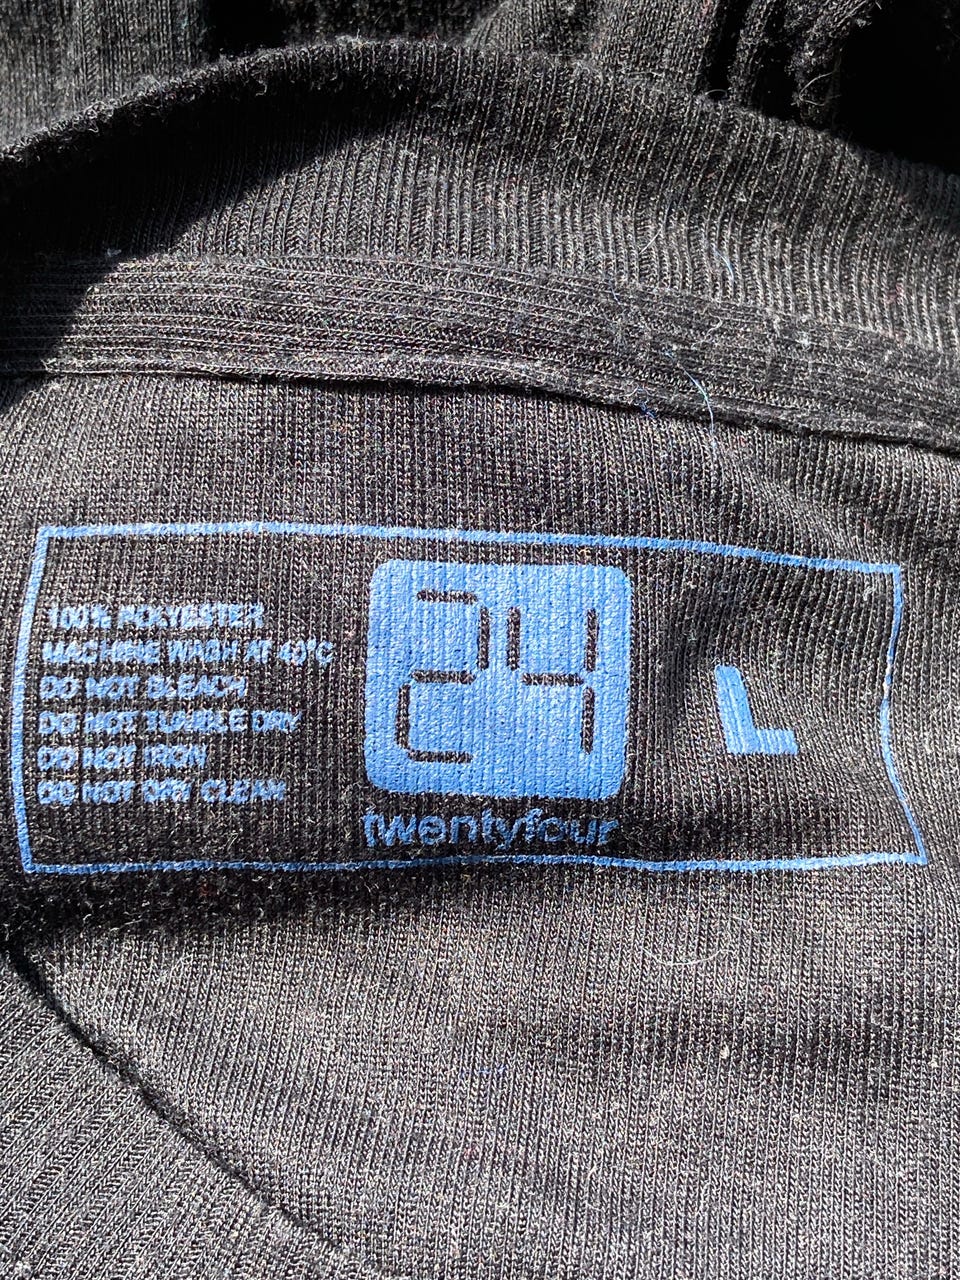 100% POLYESTER
MACHINE WASH AT 40°C
DO NOT BLEACH
DO NOT TUMBLE DRY
DO NOT IRON
DO NOT DRY CLEAN
24
twentyfour
L